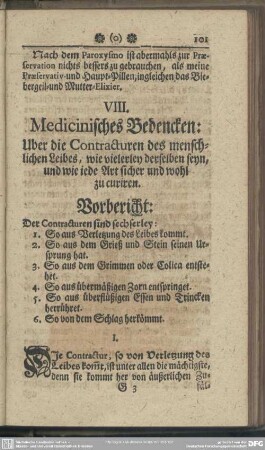 (o) 101
Nach dem Paroxysmo ist abermahls zur Præ-
servation nichts bessers zu gebrauchen, als meine
Præservativ-und Haupt-Pillen, ingleichen das Bie-
bergeil-und Mutter-Elixier.
VIII.
Medicinisches Bedencken:
Uber die Contracturen des mensch-
lichen Leibes, wie vielerley derselben seyn,
und wie jede Art sicher und wohl
zu curiren.
Vorbericht:
Der Contracturen sind sechserley:
1. So aus Verletzung des Leibes kommt.
2. So aus dem Grieß und Stein seinen Ur-
sprung hat.
3. So aus dem Grimmen oder Colica entste-
het.
4. So aus übermäßigen Zorn entspringet.
5. So aus überflüßigen Essen und Trincken
herrühret.
6. So von dem Schlag herkömmt.
I.
Die Contractur, so von Verletzung des
Leibes kom̃t, ist unter allen die mächtigste,
denn sie kommt her von äußerlichen Zu-
G 3 fäl-